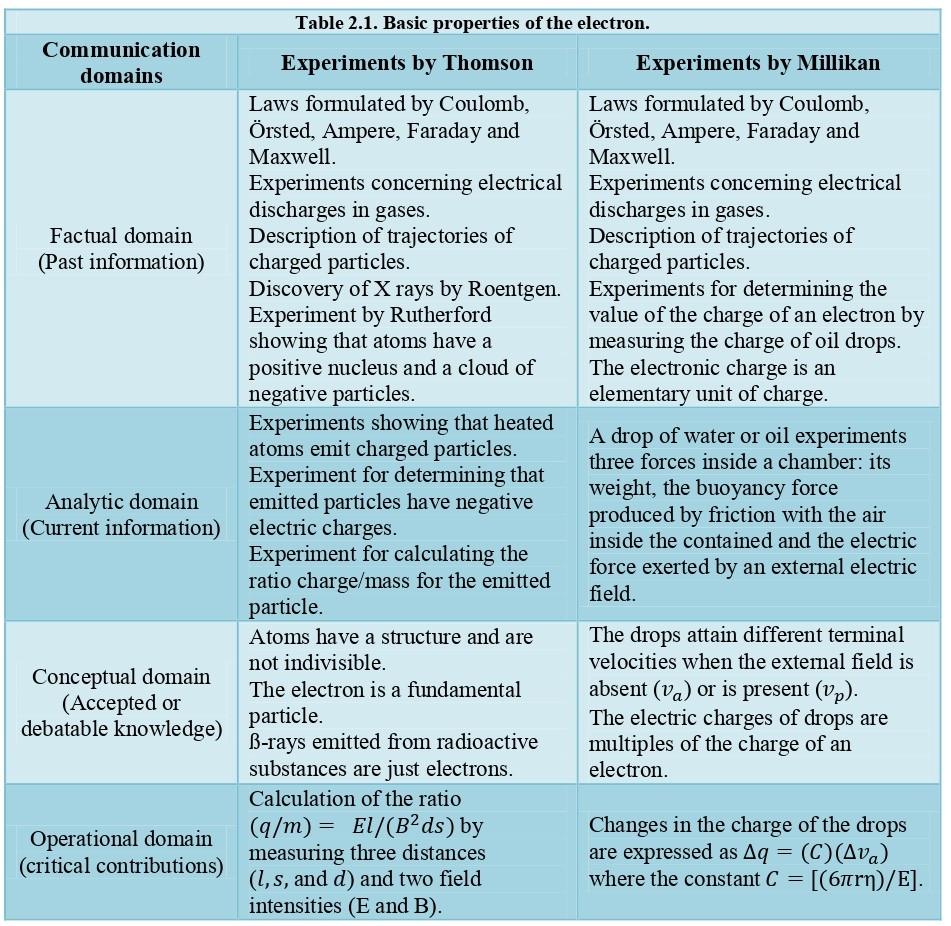 Table 2.1. Basic properties of the electron.
Communication
domains
Experiments by Thomson
Experiments by Millikan
Factual domain
(Past information)
Laws formulated by Coulomb,
Örsted, Ampere, Faraday and
Maxwell.
Experiments concerning electrical
discharges in gases.
Description of trajectories of
charged particles.
Discovery of X rays by Roentgen.
Experiment by Rutherford
showing that atoms have a
positive nucleus and a cloud of
negative particles.
Laws formulated by Coulomb,
Örsted, Ampere, Faraday and
Maxwell.
Experiments concerning electrical
discharges in gases.
Description of trajectories of
charged particles.
Experiments for determining the
value of the charge of an electron by
measuring the charge of oil drops.
The electronic charge is an
elementary unit of charge.
Analytic domain
(Current information)
Experiments showing that heated
atoms emit charged particles.
Experiment for determining that
emitted particles have negative
electric charges.
Experiment for calculating the
ratio charge/mass for the emitted
particle.
A drop of water or oil experiments
three forces inside a chamber: its
weight, the buoyancy force
produced by friction with the air
inside the contained and the electric
force exerted by an external electric
field.
Conceptual domain
(Accepted or
debatable knowledge)
Atoms have a structure and are
not indivisible.
The electron is a fundamental
particle.
ß-rays emitted from radioactive
substances are just electrons.
The drops attain different terminal
velocities when the external field is
absent (𝑣ₐ) or is present (𝑣ₚ).
The electric charges of drops are
multiples of the charge of an
electron.
Operational domain
(critical contributions)
Calculation of the ratio
(𝑞/𝑚) = 𝐸𝑙/(𝐵²𝑑𝑠) by
measuring three distances
(𝑙, 𝑠, and 𝑑) and two field
intensities (E and B).
Changes in the charge of the drops
are expressed as Δ𝑞 = (𝐶)(Δ𝑣ₐ)
where the constant 𝐶 = [(6𝜋rη)/E].